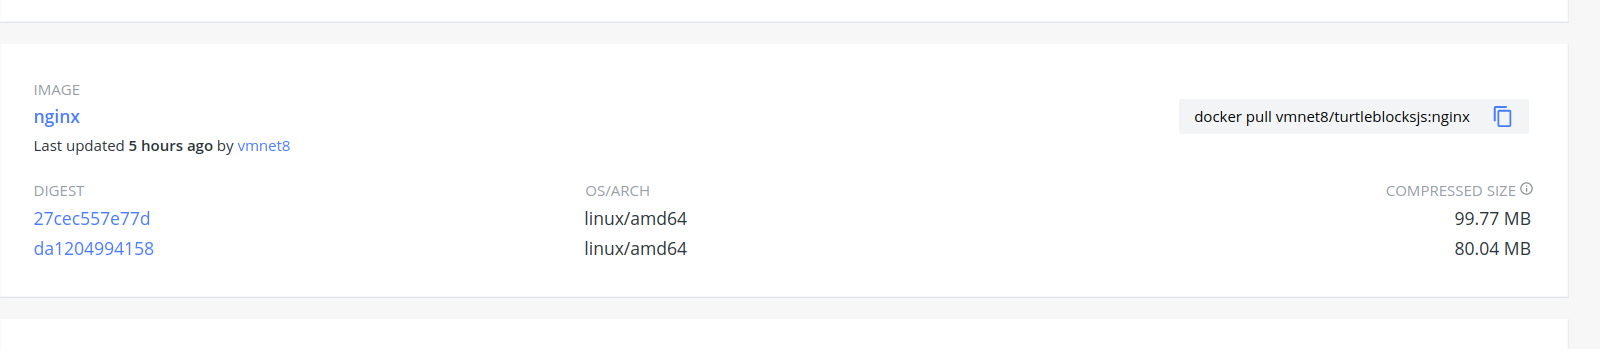 IMAGE
nginx
docker pull vmnet8/turtleblocksjs:nginx
Last updated 5 hours ago by vmnet8
DIGEST OS/ARCH COMPRESSED SIZE
27cec557e77d linux/amd64 99.77 MB
da1204994158 linux/amd64 80.04 MB